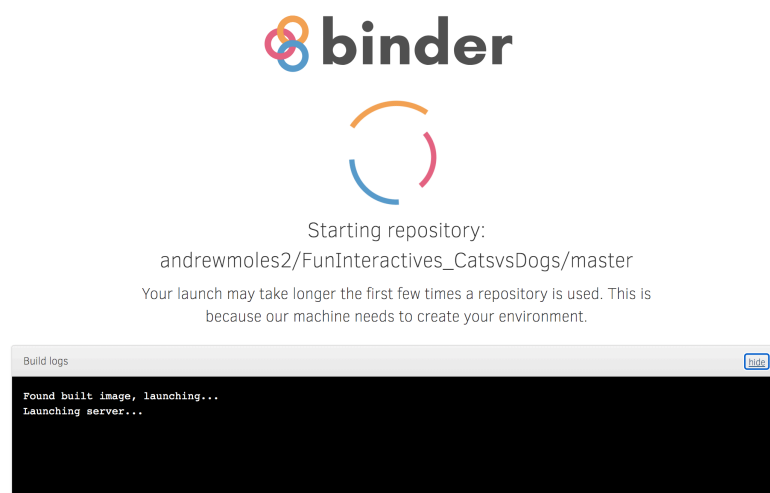 binder
Starting repository:
andrewmoles2/FunInteractives_CatsvsDogs/master
Your launch may take longer the first few times a repository is used. This is
because our machine needs to create your environment.
Build logs
hide
Found built image, launching...
Launching server...